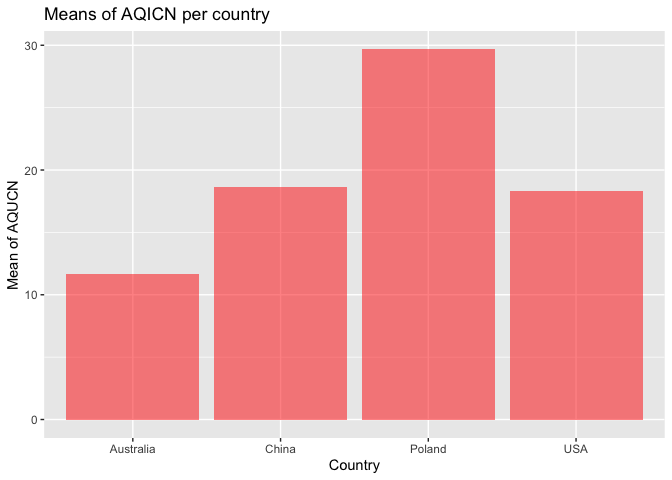 Means of AQICN per country
Mean of AQUCN
30
20
10
0
Australia China Poland USA
Country